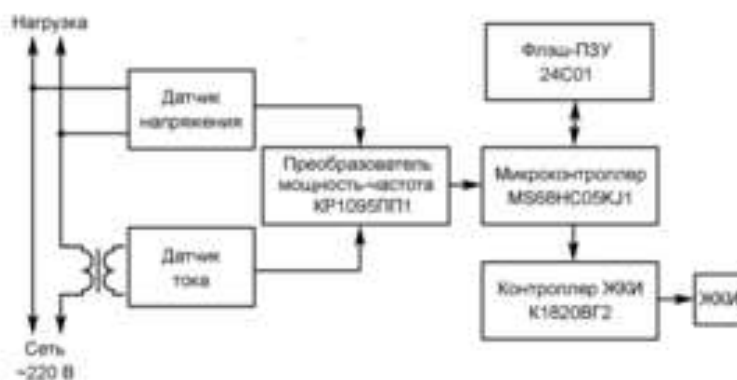 Нагрузка
Датчик
напряжения
Флэш-ПЗУ
24С01
Преобразователь
мощность-частота
КР1095ПП1
Микроконтроллер
MS68HC05KJ1
Датчик
тока
Контроллер ЖКИ
К1820ВГ2
ЖКИ
Сеть
~220 В